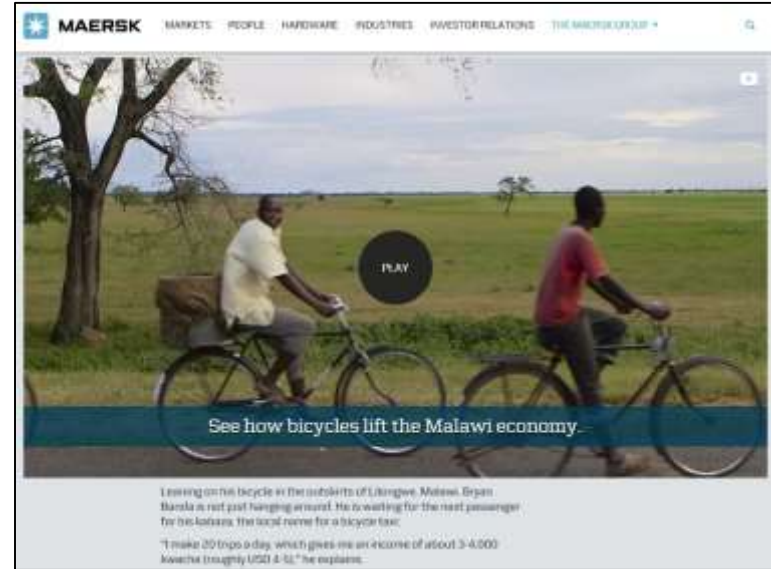 MAERSK
MARKETS PEOPLE HARDWARE INDUSTRIES INVESTOR RELATIONS THE MAERSK GROUP
PLAY
See how bicycles lift the Malawi economy.
Leaning on his bicycle in the outskirts of Lilongwe, Malawi, Bryan
Banda is not just hanging around. He is waiting for the next passenger
for his kabaza, the local name for a bicycle taxi:
"I make 20 trips a day, which gives me an income of about 3-4,000
kwacha (roughly USD 4-5)," he explains.